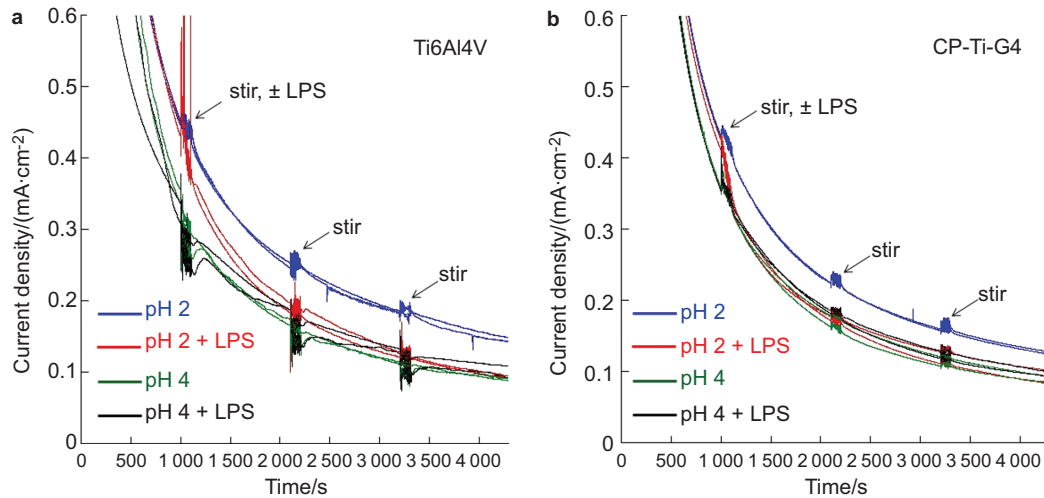 a
Ti6Al4V
Current density/(mA·cm-2)
0.6
0.5
0.4
0.3
0.2
0.1
0
stir, ± LPS
stir
stir
pH 2
pH 2 + LPS
pH 4
pH 4 + LPS
0 500 1 000 1 500 2 000 2 500 3 000 3 500 4 000
Time/s
b
CP-Ti-G4
Current density/(mA·cm-2)
0.6
0.5
0.4
0.3
0.2
0.1
0
stir, ± LPS
stir
stir
pH 2
pH 2 + LPS
pH 4
pH 4 + LPS
0 500 1 000 1 500 2 000 2 500 3 000 3 500 4 000
Time/s